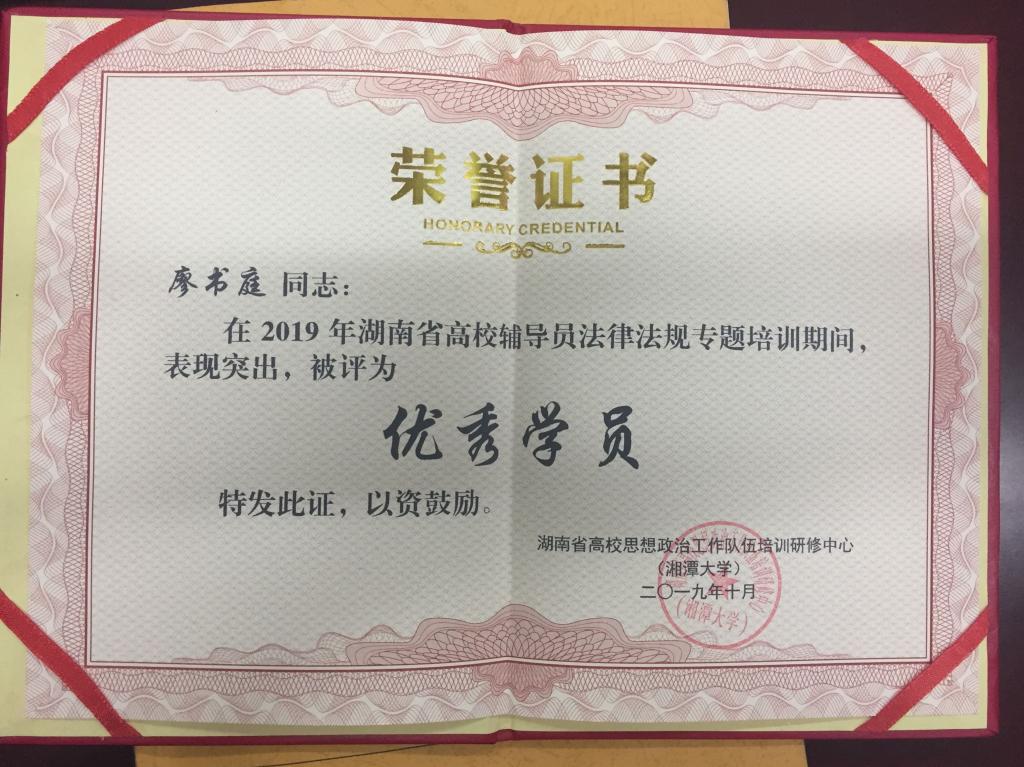 荣誉证书
HONORARY CREDENTIAL
廖书庭 同志：
在 2019 年湖南省高校辅导员法律法规专题培训期间，
表现突出，被评为
优秀学员
特发此证，以资鼓励。
湖南省高校思想政治工作队伍培训研修中心
（湘潭大学）
二〇一九年十月
（湘潭大学）